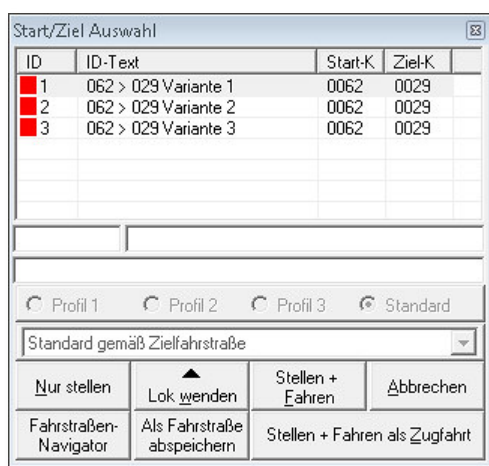 Start/Ziel Auswahl
ID ID-Text Start-K Ziel-K
1 062 > 029 Variante 1 0062 0029
2 062 > 029 Variante 2 0062 0029
3 062 > 029 Variante 3 0062 0029
Profil 1 Profil 2 Profil 3 Standard
Standard gemäß Zielfahrstraße
Nur stellen
Lok wenden
Stellen +
Fahren
Abbrechen
Fahrstraßen-
Navigator
Als Fahrstraße
abspeichern
Stellen + Fahren als Zugfahrt